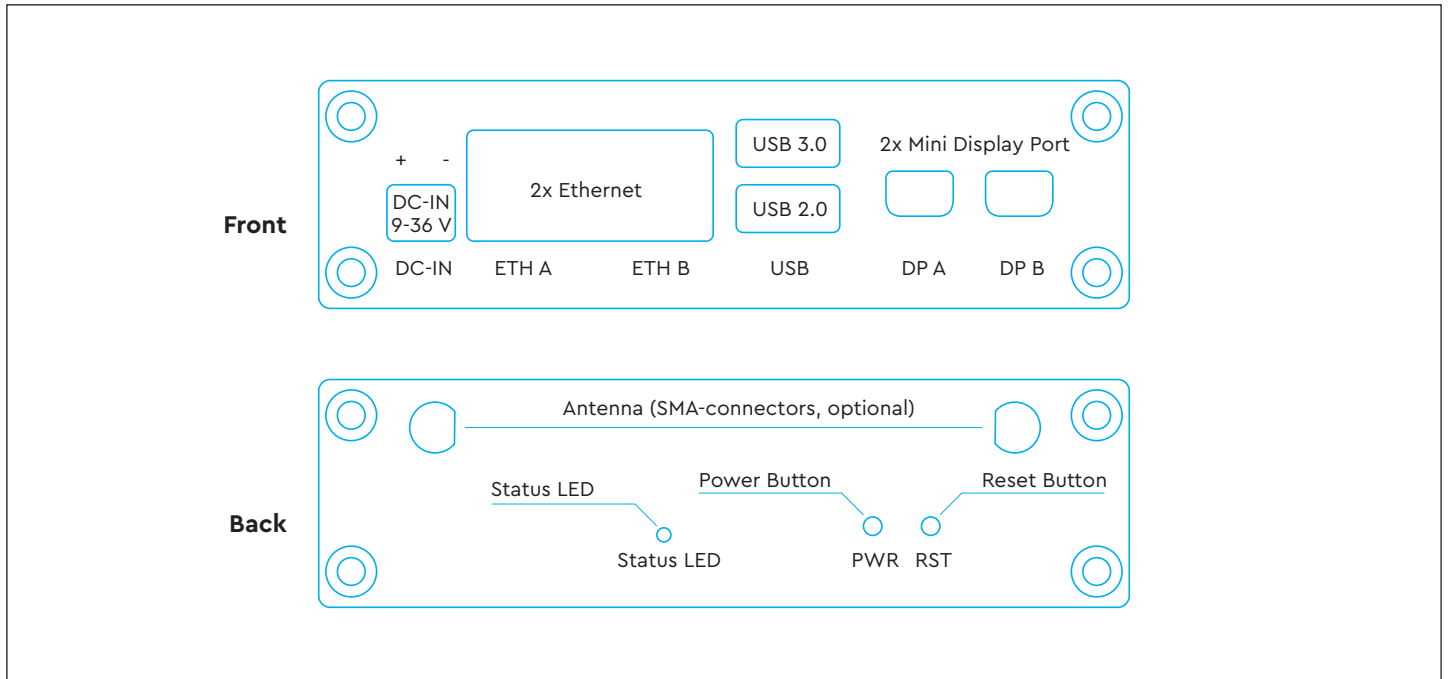 Front
+ -
DC-IN
9-36 V
2x Ethernet
USB 3.0
USB 2.0
2x Mini Display Port
DC-IN ETH A ETH B USB DP A DP B
Back
Antenna (SMA-connectors, optional)
Status LED
Power Button
Reset Button
Status LED
PWR RST